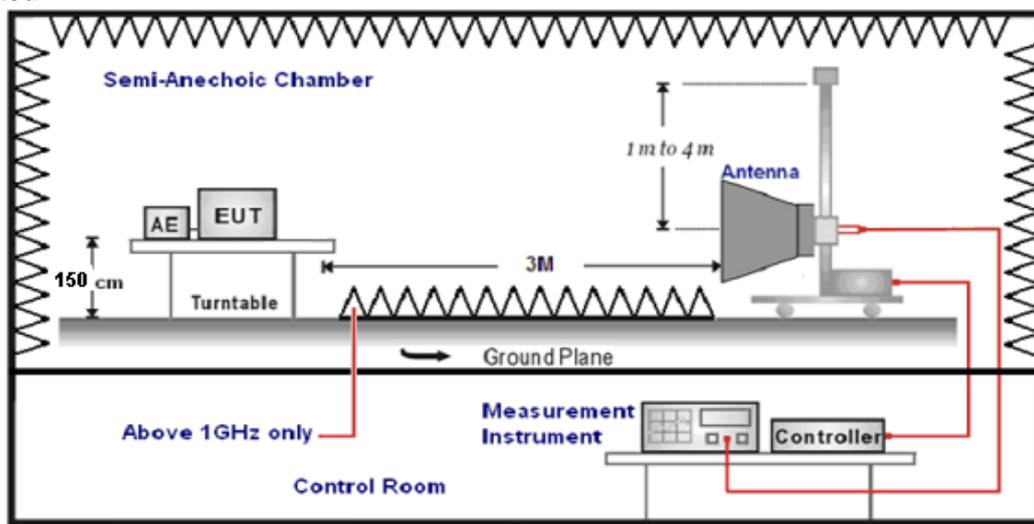 Semi-Anechoic Chamber
1 m to 4 m
Antenna
AE
EUT
150 cm
3M
Turntable
Ground Plane
Above 1GHz only
Measurement
Instrument
Controller
Control Room